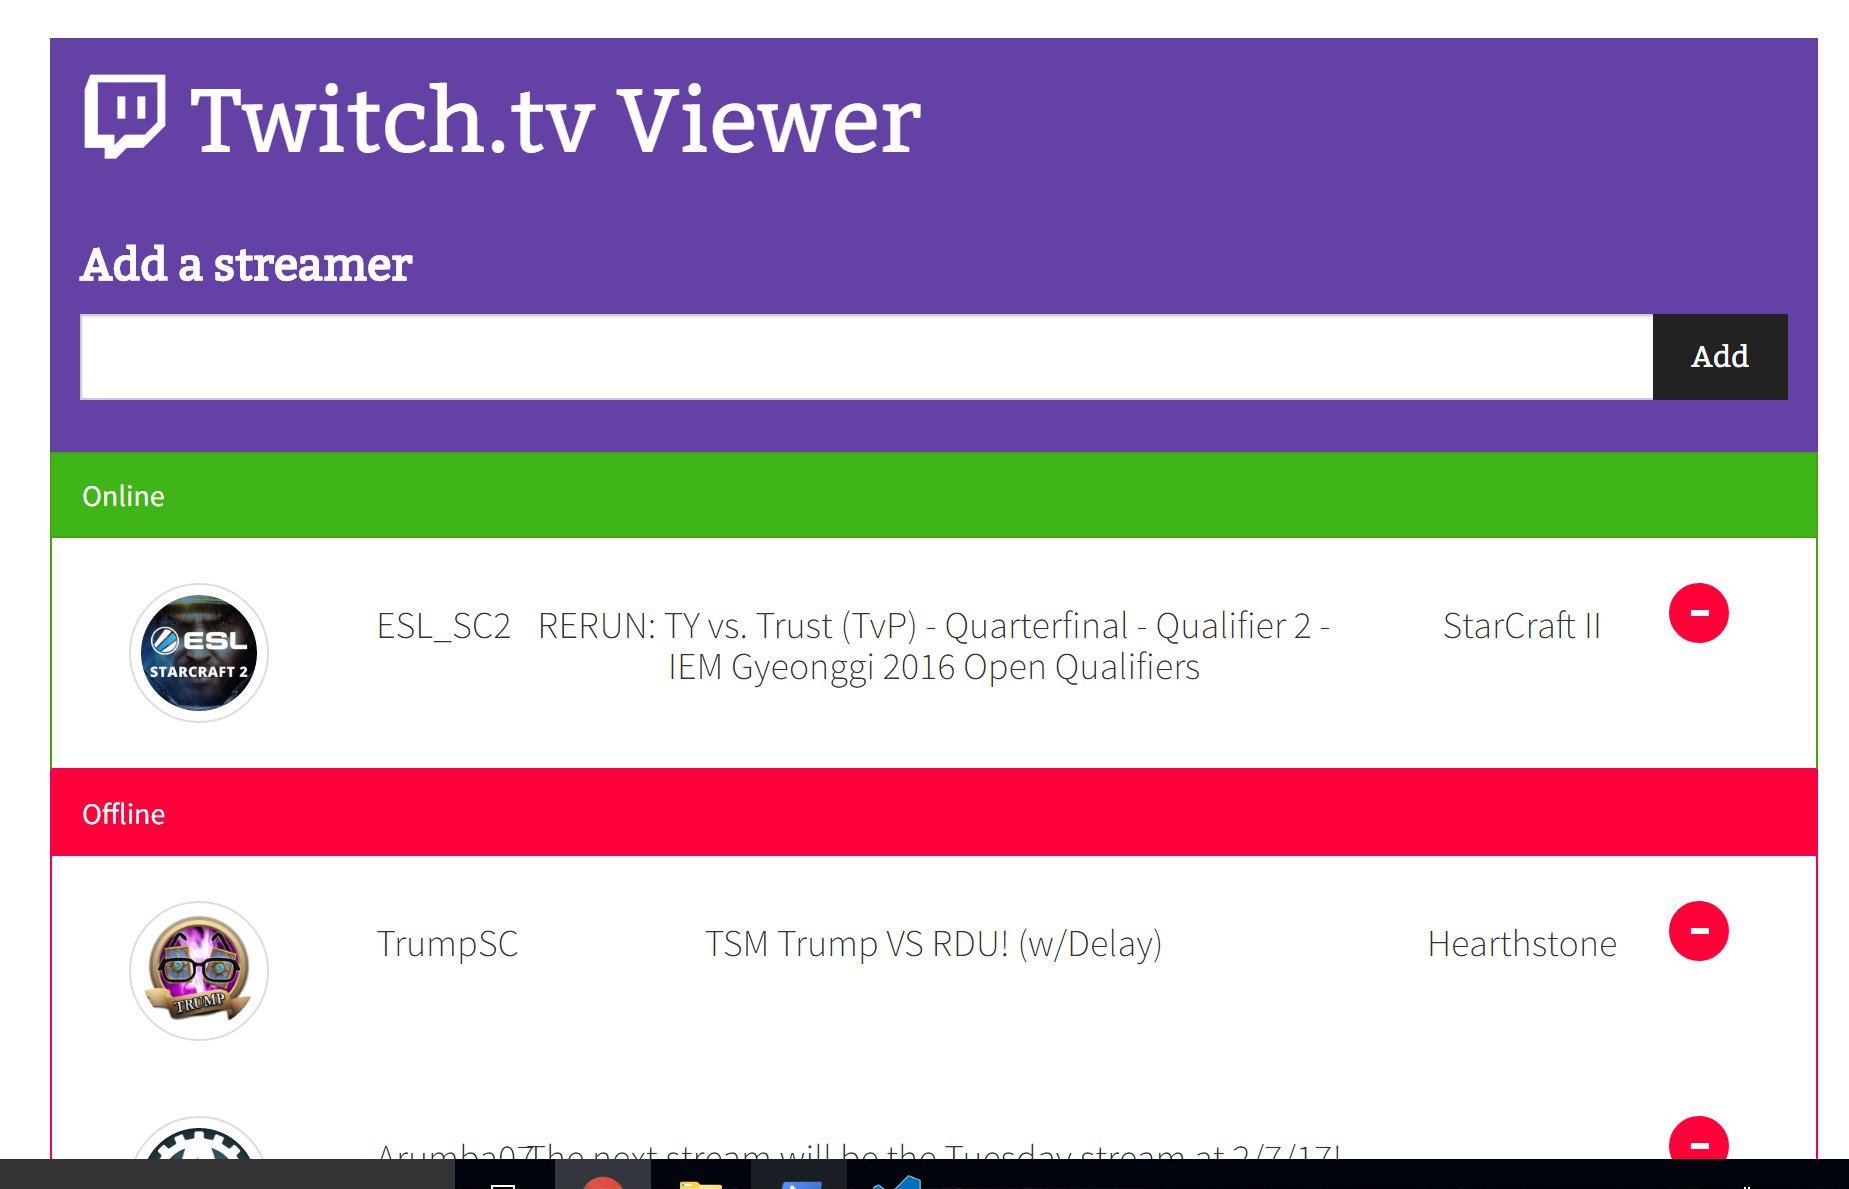 Twitch.tv Viewer
Add a streamer
Add
Online
ESL
STARCRAFT 2
ESL_SC2
RERUN: TY vs. Trust (TvP) - Quarterfinal - Qualifier 2 -
IEM Gyeonggi 2016 Open Qualifiers
StarCraft II
Offline
TRUMP
TrumpSC
TSM Trump VS RDU! (w/Delay)
Hearthstone
Arumba07
The next stream will be the Tuesday stream at 2/7/17!